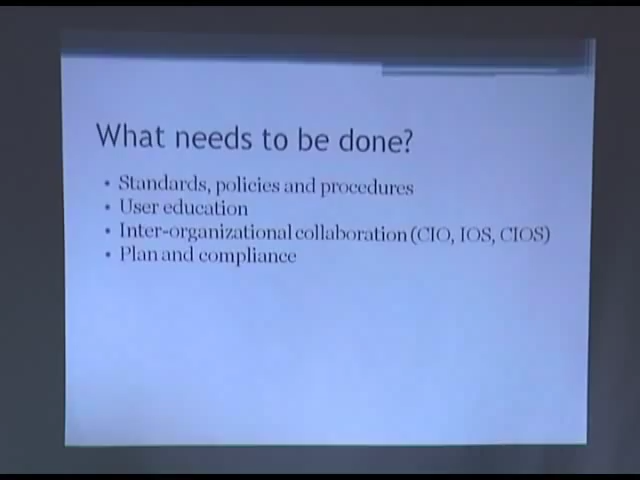 What needs to be done?
• Standards, policies and procedures
• User education
• Inter-organizational collaboration (CIO, IOS, CIOS)
• Plan and compliance